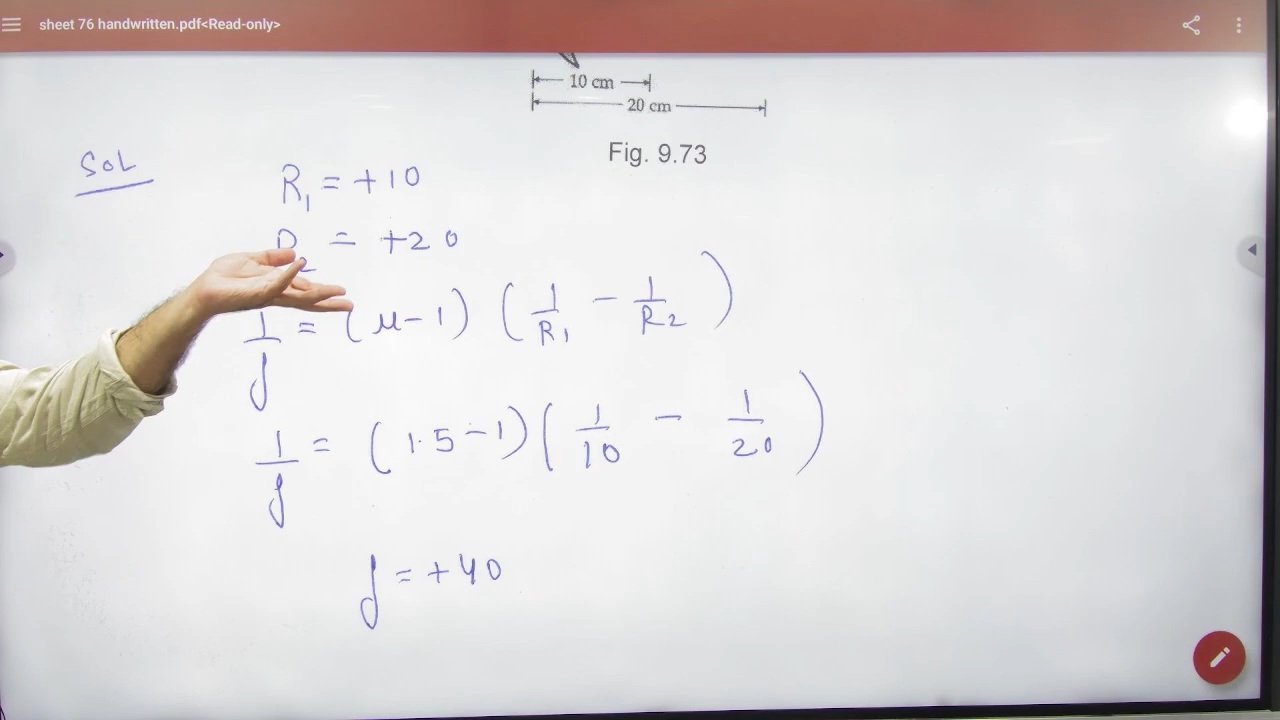 sheet 76 handwritten.pdf<Read-only>
10 cm
20 cm
Fig. 9.73
SOL
R₁ = +10
R₂ = +20
1/f = (μ-1) (1/R₁ - 1/R₂)
1/f = (1.5-1) (1/10 - 1/20)
f = +40